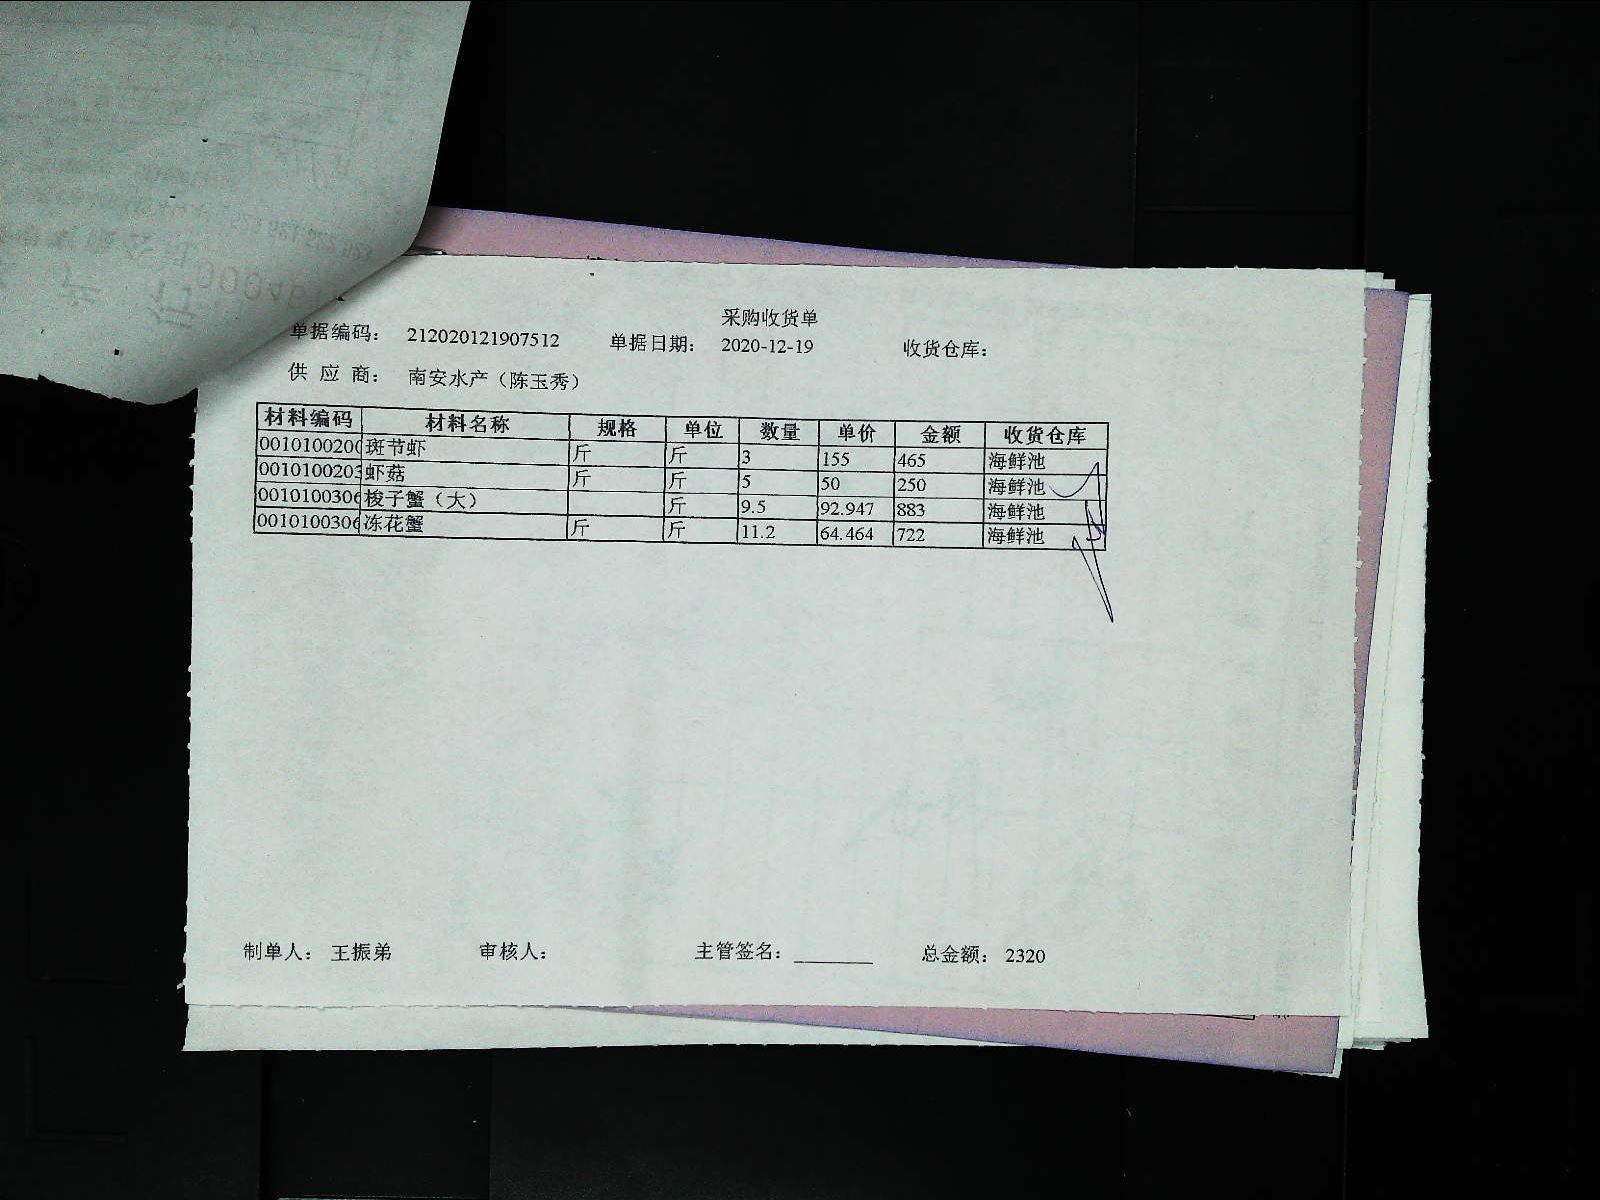 采购收货单
单据编码: 212020121907512 单据日期: 2020-12-19 收货仓库:
供 应 商: 南安水产（陈玉秀）
材料编码 材料名称 规格 单位 数量 单价 金额 收货仓库
0010100200 斑节虾 斤 斤 3 155 465 海鲜池
0010100203 虾菇 斤 斤 5 50 250 海鲜池
0010100306 梭子蟹（大） 斤 9.5 92.947 883 海鲜池
0010100306 冻花蟹 斤 斤 11.2 64.464 722 海鲜池
制单人: 王振弟 审核人: 主管签名: ________ 总金额: 2320